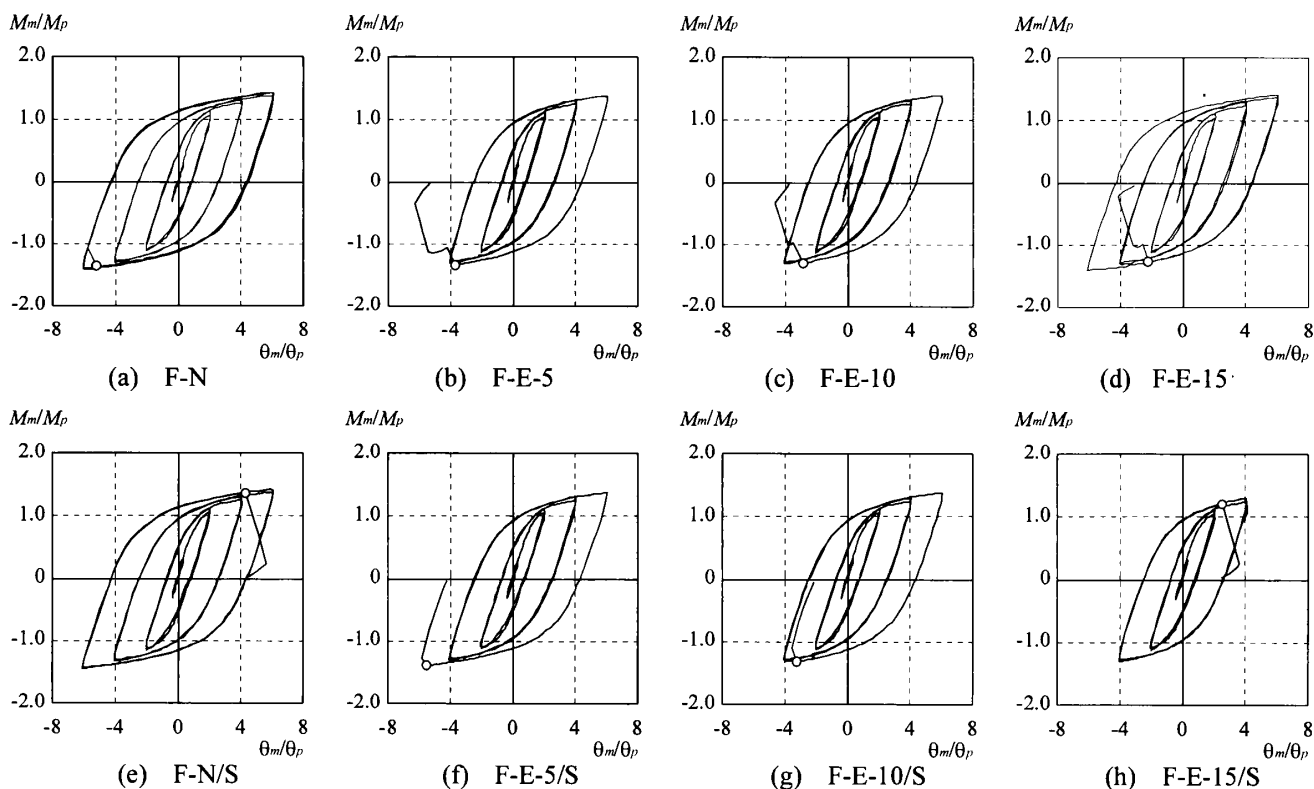 Mm/Mp Mm/Mp Mm/Mp Mm/Mp
2.0 2.0 2.0 2.0
1.0 1.0 1.0 1.0
0 0 0 0
-1.0 -1.0 -1.0 -1.0
-2.0 -2.0 -2.0 -2.0
-8 -4 0 4 8 -8 -4 0 4 8 -8 -4 0 4 8 -8 -4 0 4 8
θm/θp θm/θp θm/θp θm/θp
(a) F-N (b) F-E-5 (c) F-E-10 (d) F-E-15
Mm/Mp Mm/Mp Mm/Mp Mm/Mp
2.0 2.0 2.0 2.0
1.0 1.0 1.0 1.0
0 0 0 0
-1.0 -1.0 -1.0 -1.0
-2.0 -2.0 -2.0 -2.0
-8 -4 0 4 8 -8 -4 0 4 8 -8 -4 0 4 8 -8 -4 0 4 8
θm/θp θm/θp θm/θp θm/θp
(e) F-N/S (f) F-E-5/S (g) F-E-10/S (h) F-E-15/S